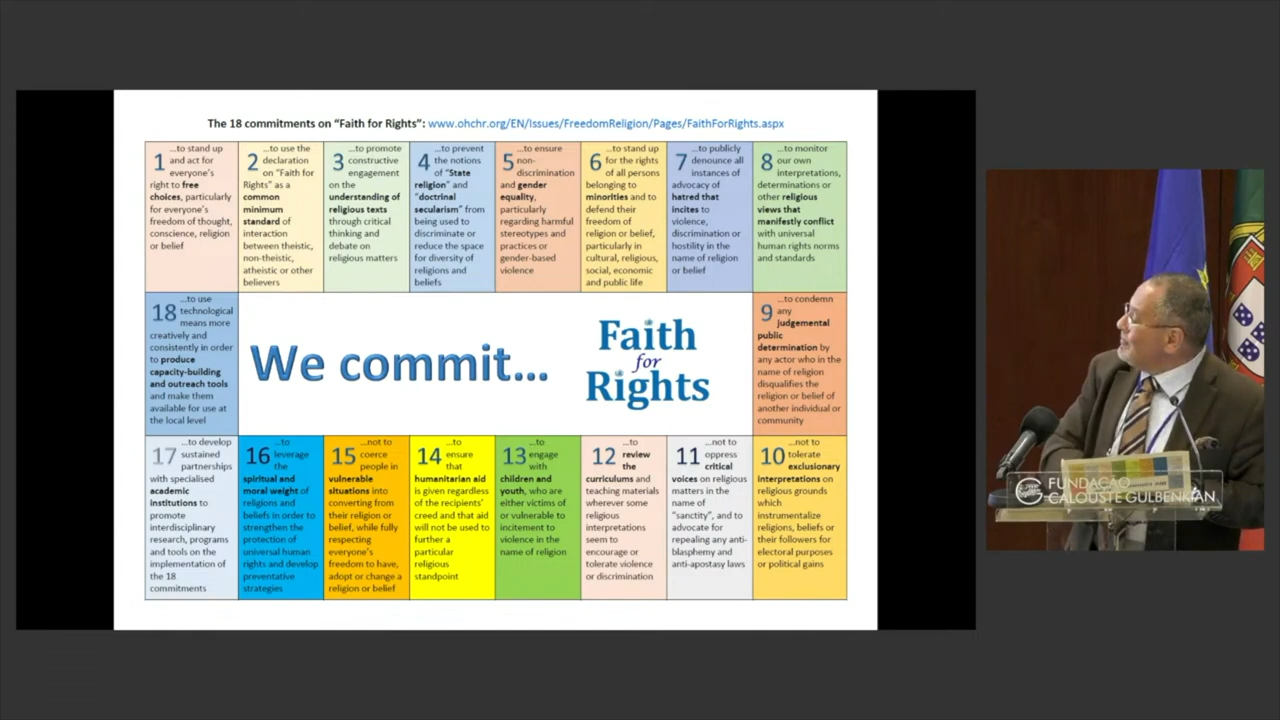 The 18 commitments on "Faith for Rights": www.ohchr.org/EN/Issues/FreedomReligion/Pages/FaithForRights.aspx
1 ...to stand up
and act for
everyone's
right to free
choices, particularly
for everyone's
freedom of thought,
conscience, religion
or belief
2 ...to use the
declaration
on "Faith for
Rights" as a
common
minimum
standard of
interaction
between theistic,
non-theistic,
atheistic or other
believers
3 ...to promote
constructive
engagement
on the
understanding of
religious texts
through critical
thinking and
debate on
religious matters
4 ...to prevent
the notions
of "State
religion" and
"doctrinal
secularism" from
being used to
discriminate or
reduce the space
for diversity of
religions and
beliefs
5 ...to ensure
non-
discrimination
and gender
equality,
particularly
regarding harmful
stereotypes and
practices or
gender-based
violence
6 ...to stand up
for the rights
of all persons
belonging to
minorities and to
defend their
freedom of
religion or belief,
particularly in
cultural, religious,
social, economic
and public life
7 ...to publicly
denounce all
instances of
advocacy of
hatred that
incites to
violence,
discrimination or
hostility in the
name of religion
or belief
8 ...to monitor
our own
interpretations,
determinations or
other religious
views that
manifestly conflict
with universal
human rights norms
and standards
18 ...to use
technological
means more
creatively and
consistently in order
to produce
capacity-building
and outreach tools
and make them
available for use at
the local level
We commit...
Faith
for
Rights
9 ...to condemn
any
judgemental
public
determination by
any actor who in the
name of religion
disqualifies the
religion or belief of
another individual or
community
17 ...to develop
sustained
partnerships
with specialised
academic
institutions to
promote
interdisciplinary
research, programs
and tools on the
implementation of
the 18
commitments
16 ...to
leverage
the
spiritual and
moral weight of
religions and
beliefs in order to
strengthen the
protection of
universal human
rights and develop
preventative
strategies
15 ...not to
coerce
people in
vulnerable
situations into
converting from
their religion or
belief, while fully
respecting
everyone's
freedom to have,
adopt or change a
religion or belief
14 ...to
ensure
that
humanitarian aid
is given regardless
of the recipients'
creed and that aid
will not be used to
further a
particular
religious
standpoint
13 ...to
engage
with
children and
youth, who are
either victims of
or vulnerable to
incitement to
violence in the
name of religion
12 ...to
review
the
curriculums and
teaching materials
wherever some
religious
interpretations
seem to
encourage or
tolerate violence
or discrimination
11 ...not to
oppress
critical
voices on religious
matters in the
name of
"sanctity", and to
advocate for
repealing any anti-
blasphemy and
anti-apostasy laws
10 ...not to
tolerate
exclusionary
interpretations on
religious grounds
which
instrumentalize
religions, beliefs or
their followers for
electoral purposes
or political gains
FUNDAÇÃO
CALOUSTE GULBENKIAN